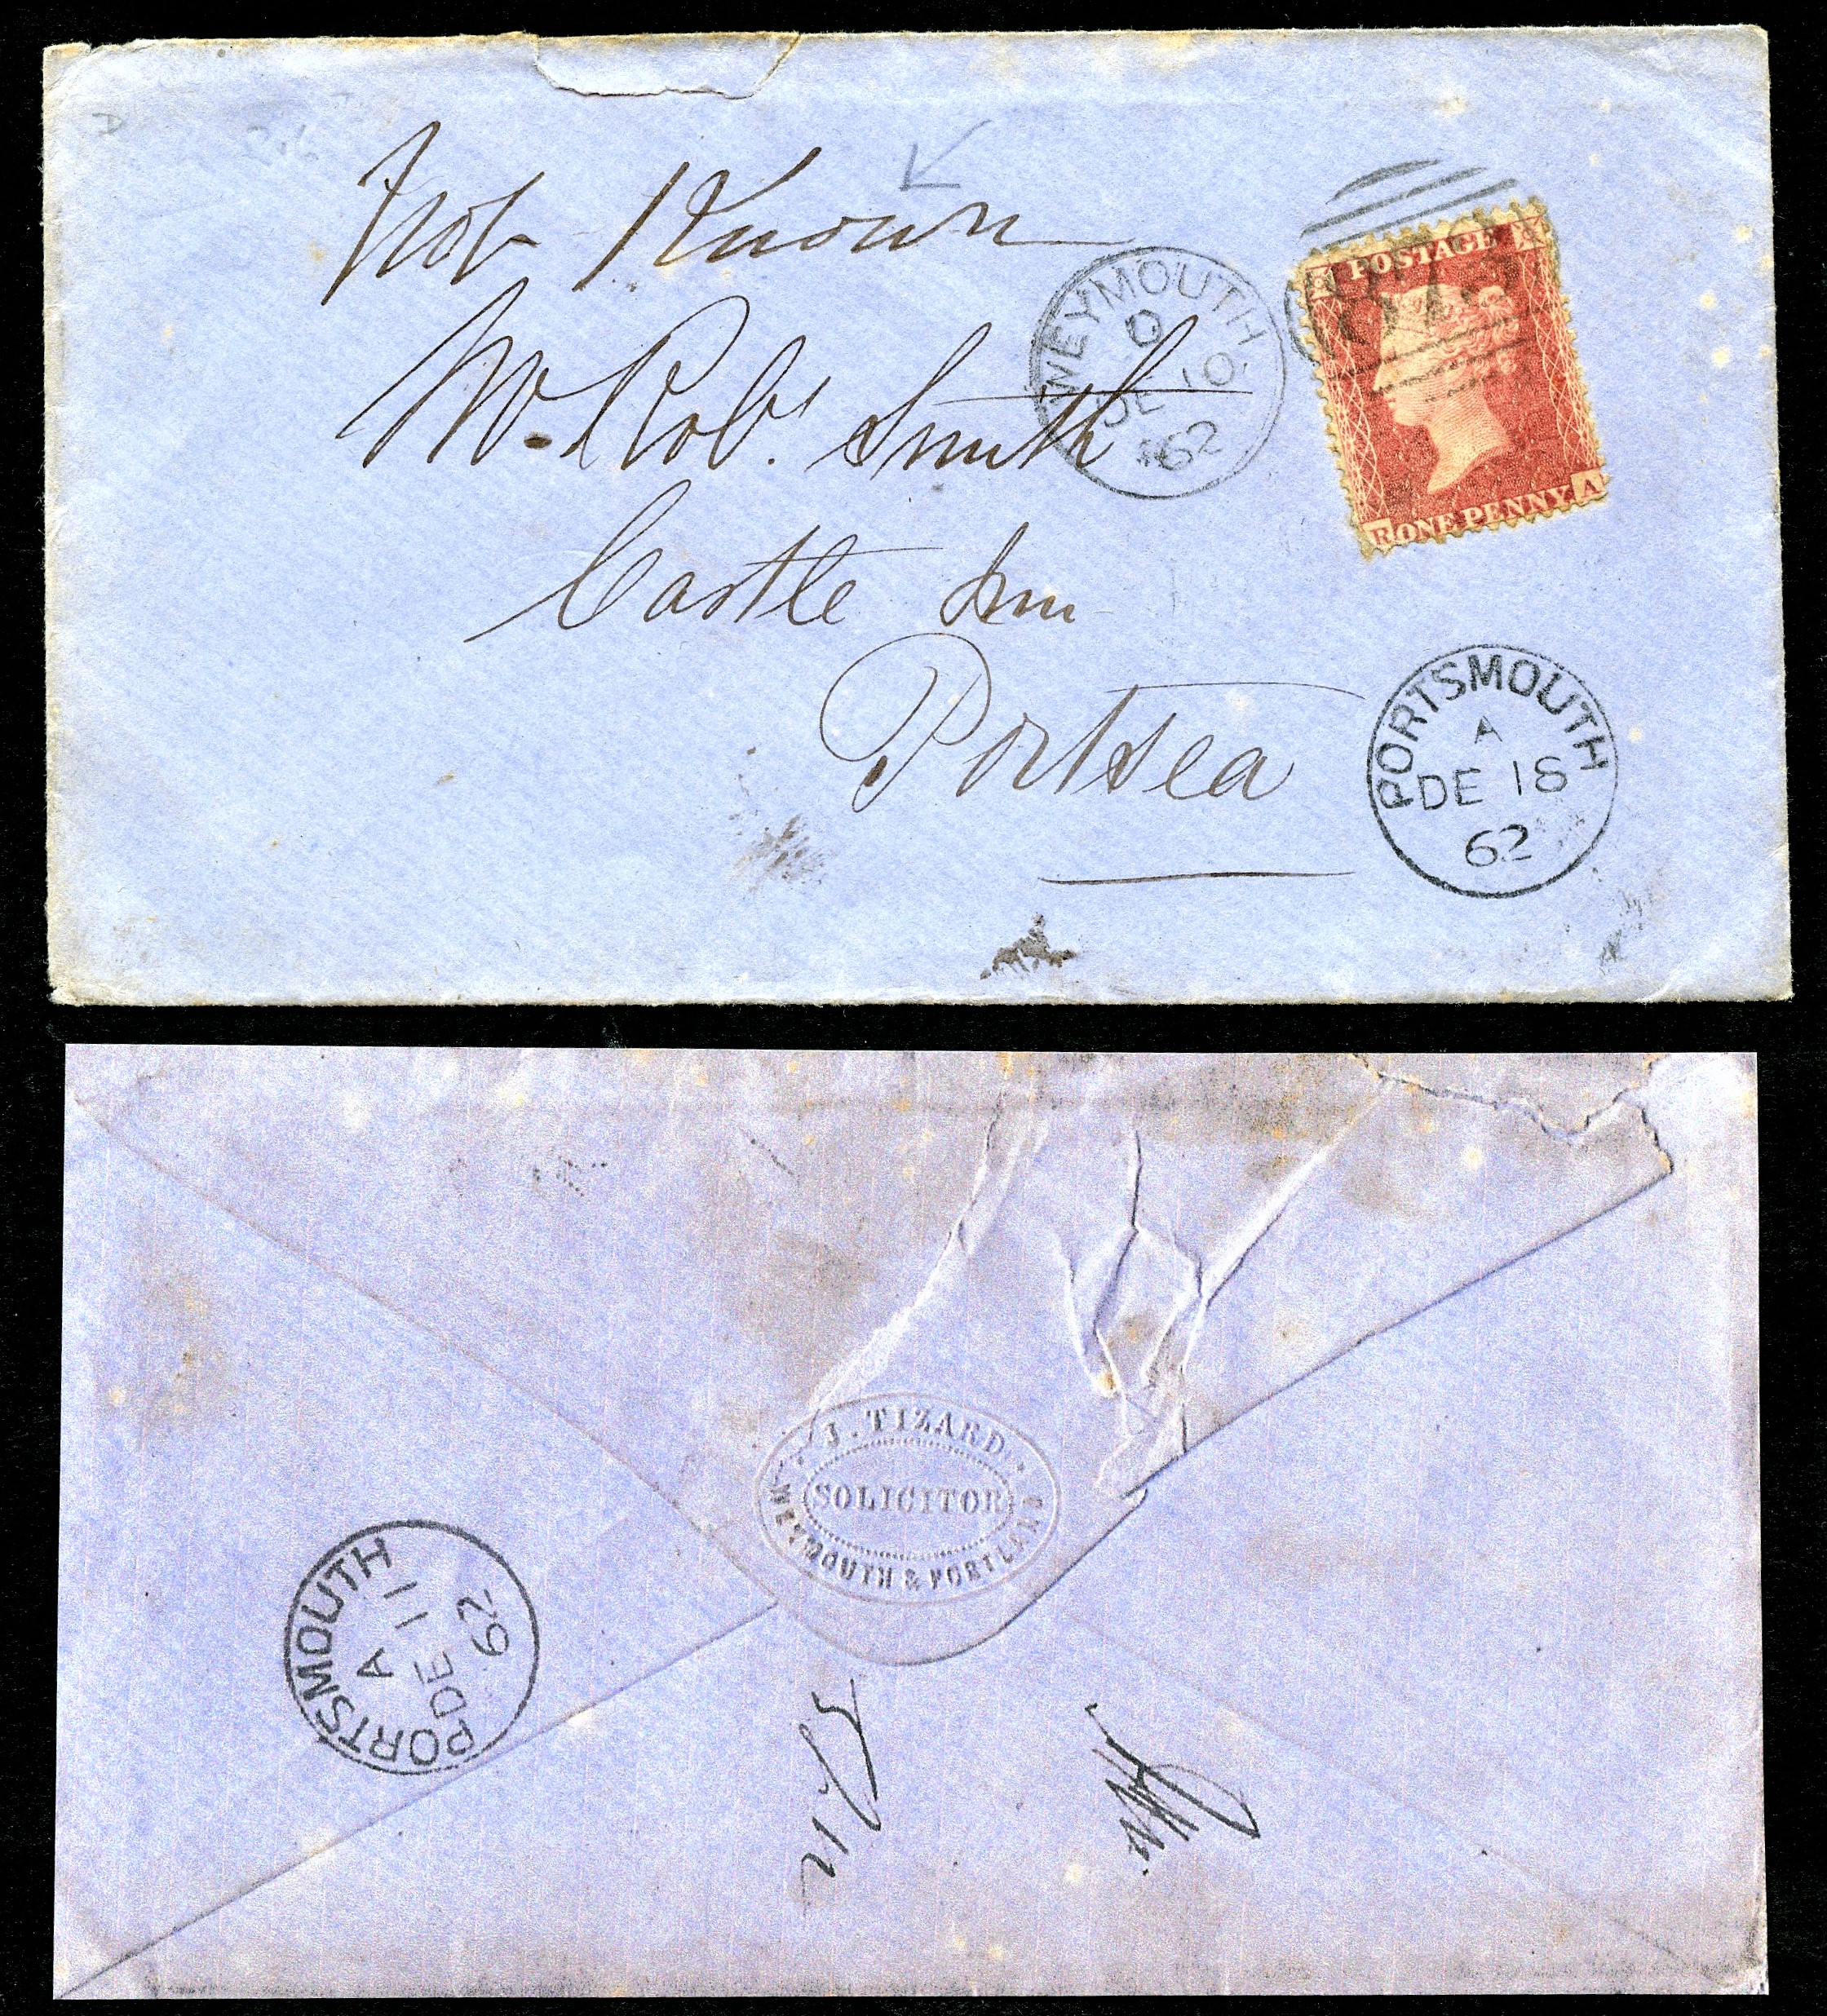 Not Known
Mr. Robt Smith
Castle Inn
Portsea
WEYMOUTH
O
DE 10
62
POSTAGE
873
R ONE PENNY A
PORTSMOUTH
A
DE 18
62
J. TIZARD
SOLICITOR
WEYMOUTH & PORTLAND
PORTSMOUTH
A
DE 11
62